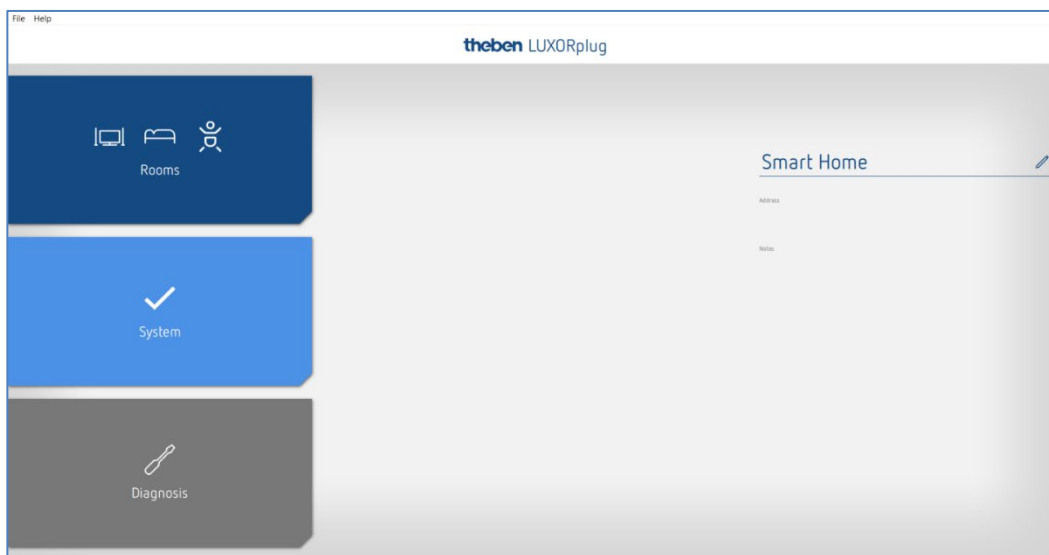 File Help
theben LUXORplug
Rooms
System
Diagnosis
Smart Home
Address
Notes